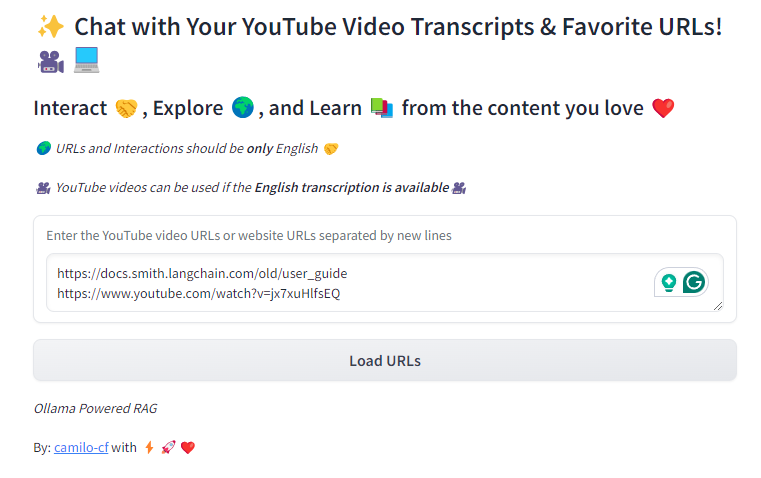 ✨ Chat with Your YouTube Video Transcripts & Favorite URLs!
🎥 💻
Interact 🤝 , Explore 🌍 , and Learn 📚 from the content you love ❤️
🌍 URLs and Interactions should be only English 🤝
🎥 YouTube videos can be used if the English transcription is available 🎥
Enter the YouTube video URLs or website URLs separated by new lines
https://docs.smith.langchain.com/old/user_guide
https://www.youtube.com/watch?v=jx7xuHlfsEQ
Load URLs
Ollama Powered RAG
By: camilo-cf with ⚡ 🚀 ❤️